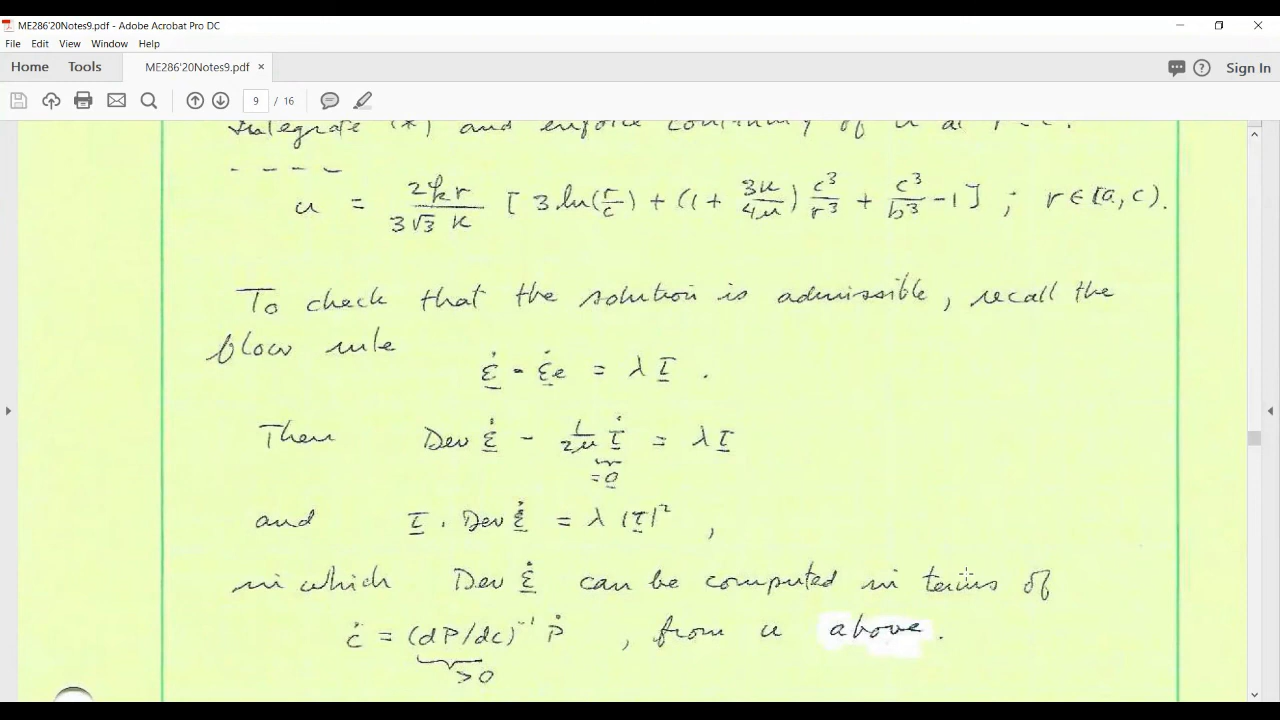 ME286'20Notes9.pdf - Adobe Acrobat Pro DC
File Edit View Window Help
Home Tools ME286'20Notes9.pdf × Sign In
9 / 16
Integrate (*) and enforce continuity of u at r = c.
u = 2√k r / 3√3 κ [ 3 ln(r/c) + (1 + 3κ/4μ) c³/r³ + c³/b³ - 1 ] ; r ∈ [a, c).
To check that the solution is admissible, recall the
flow rule
ε̇ - ε̇e = λ τ .
Then Dev ε̇ - 1/2μ τ̇ = λ τ
= 0
and τ · Dev ε̇ = λ |τ|² ,
in which Dev ε̇ can be computed in terms of
ċ = (dP/dc)⁻¹ Ṗ , from u above.
> 0